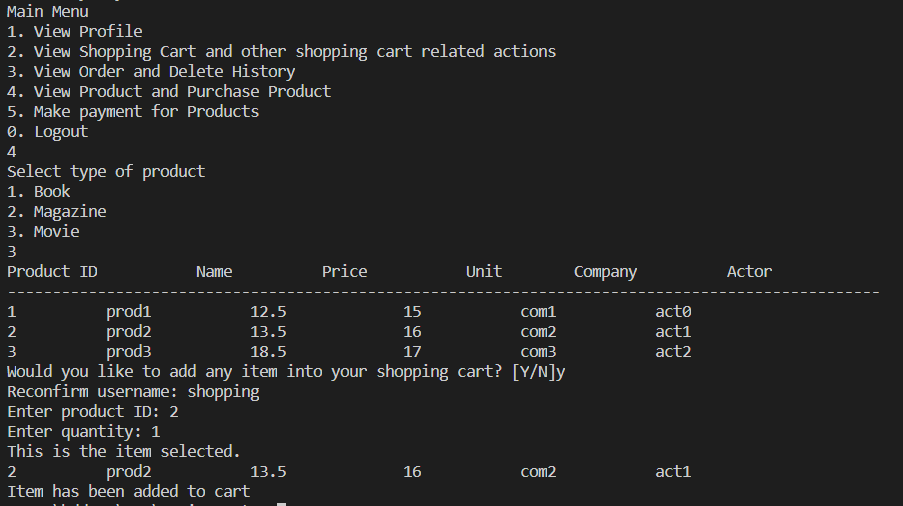 Main Menu
1. View Profile
2. View Shopping Cart and other shopping cart related actions
3. View Order and Delete History
4. View Product and Purchase Product
5. Make payment for Products
0. Logout
4
Select type of product
1. Book
2. Magazine
3. Movie
3
Product ID Name Price Unit Company Actor
-------------------------------------------------------------------------------------------------
1 prod1 12.5 15 com1 act0
2 prod2 13.5 16 com2 act1
3 prod3 18.5 17 com3 act2
Would you like to add any item into your shopping cart? [Y/N]y
Reconfirm username: shopping
Enter product ID: 2
Enter quantity: 1
This is the item selected.
2 prod2 13.5 16 com2 act1
Item has been added to cart